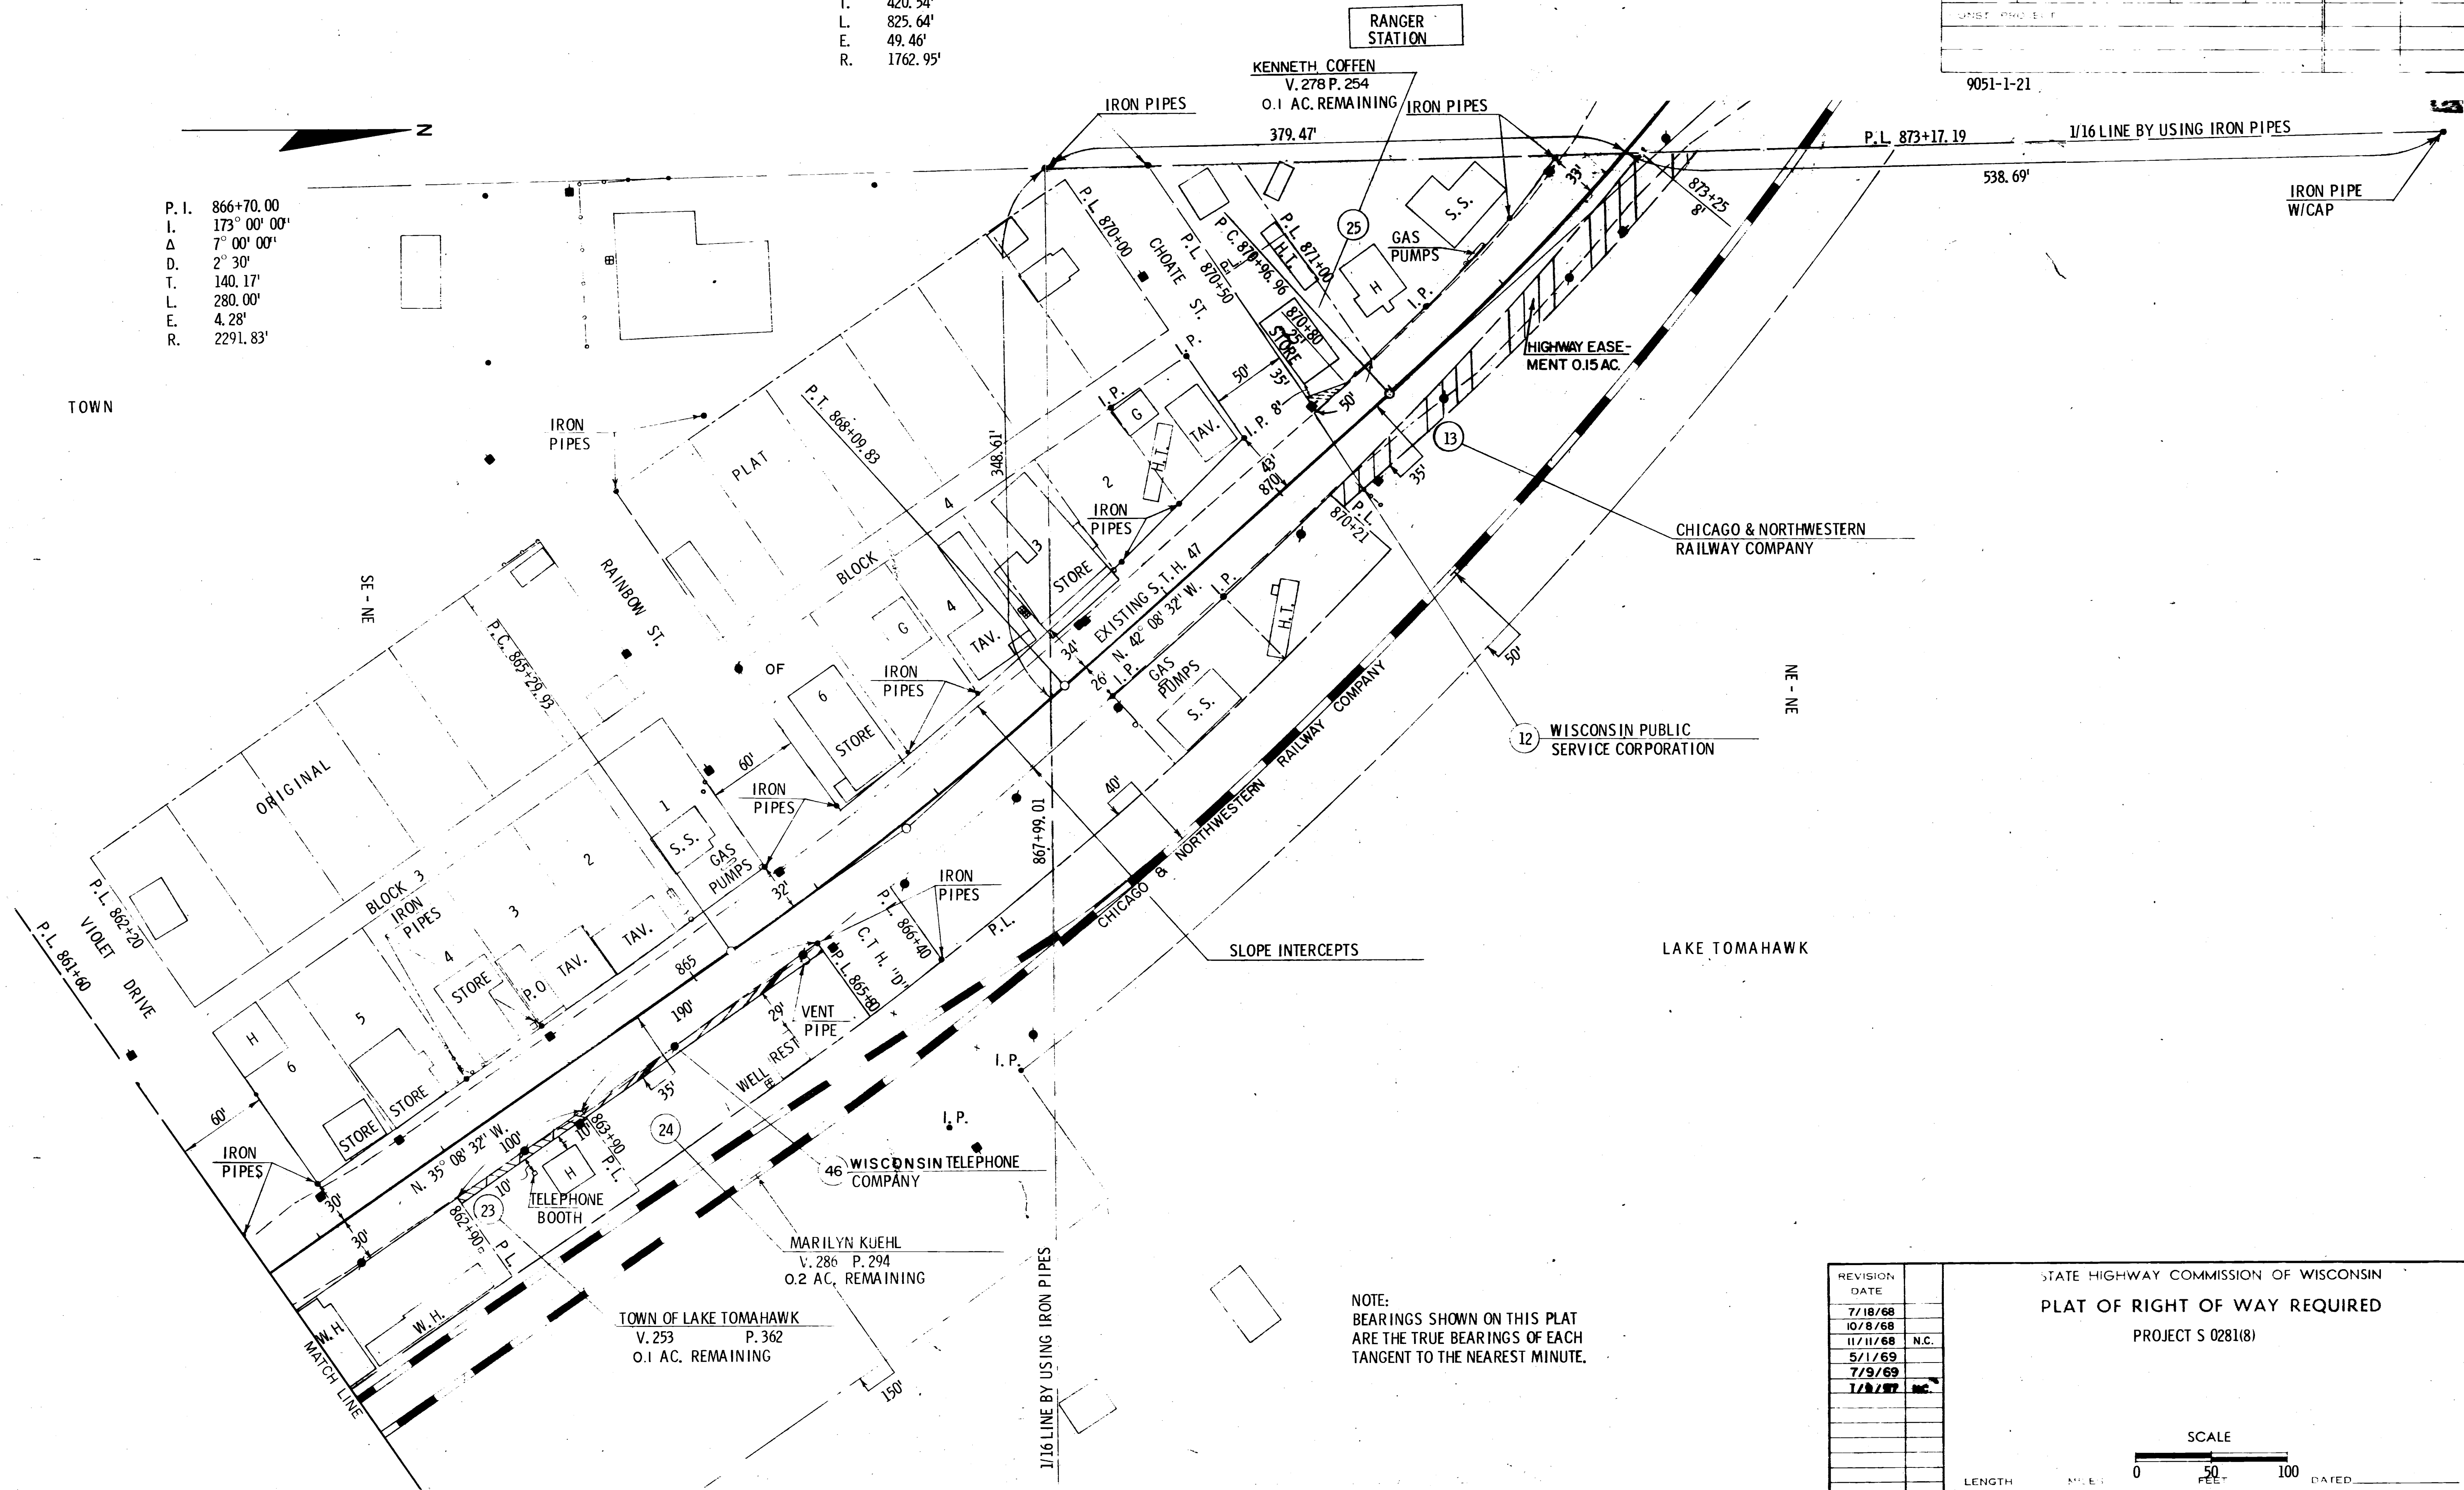 T. 420.54'
L. 825.64'
E. 49.46'
R. 1762.95'
RANGER
STATION
KENNETH COFFEN
V. 278 P. 254
0.1 AC. REMAINING
IRON PIPES
IRON PIPES
379.47'
9051-1-21
N
P.L. 873+17.19
1/16 LINE BY USING IRON PIPES
538.69'
IRON PIPE
W/CAP
P.I. 866+70.00
I. 173° 00' 00"
Δ 7° 00' 00"
D. 2° 30'
T. 140.17'
L. 280.00'
E. 4.28'
R. 2291.83'
33'
873+25
8'
P.L. 870+00
CHOATE ST.
P.L. 870+50
P.C. 870+96.96
P.L. 871+00
H.T.
25
S.S.
GAS
PUMPS
H
I.P.
870+80
25'
STORE
35'
HIGHWAY EASE-
MENT 0.15 AC.
TOWN
IRON
PIPES
PLAT
P.T. 868+09.83
348.61'
I.P.
I.P.
G
TAV.
H.T.
50'
I.P. 8'
50'
43'
870
13
35'
P.L.
870+21
CHICAGO & NORTHWESTERN
RAILWAY COMPANY
SE - NE
RAINBOW ST.
BLOCK 4
2
3
4
IRON
PIPES
STORE
G
TAV.
34'
EXISTING S.T.H. 47
N. 42° 08' 32" W.
26'
I.P.
I.P.
GAS
PUMPS
S.S.
H.T.
50'
NE - NE
P.C. 865+29.93
OF
6
STORE
IRON
PIPES
60'
12
WISCONSIN PUBLIC
SERVICE CORPORATION
ORIGINAL
1
S.S.
GAS
PUMPS
IRON
PIPES
32'
867+99.01
40'
CHICAGO & NORTHWESTERN RAILWAY COMPANY
P.L. 862+20
VIOLET DRIVE
P.L. 861+60
BLOCK 3
IRON
PIPES
2
3
4
5
6
STORE
P.O
TAV.
TAV.
865
IRON
PIPES
P.L. 866+40
C.T.H. "D"
P.L. 865+80
P.L.
SLOPE INTERCEPTS
LAKE TOMAHAWK
H
STORE
STORE
190'
29'
VENT
PIPE
REST
WELL
35'
I.P.
I.P.
60'
IRON
PIPES
N. 35° 08' 32" W.
100'
10'
10'
863+90
P.L.
24
46
WISCONSIN TELEPHONE
COMPANY
30'
30'
23
H
TELEPHONE
BOOTH
862+90
P.L.
MARILYN KUEHL
V. 286 P. 294
0.2 AC. REMAINING
W.H.
W.H.
MATCH LINE
TOWN OF LAKE TOMAHAWK
V. 253 P. 362
0.1 AC. REMAINING
150'
1/16 LINE BY USING IRON PIPES
NOTE:
BEARINGS SHOWN ON THIS PLAT
ARE THE TRUE BEARINGS OF EACH
TANGENT TO THE NEAREST MINUTE.
REVISION
DATE
7/18/68
10/8/68
11/11/68 N.C.
5/1/69
7/9/69
STATE HIGHWAY COMMISSION OF WISCONSIN
PLAT OF RIGHT OF WAY REQUIRED
PROJECT S 0281(8)
SCALE
0 50 100
FEET
LENGTH
DATED